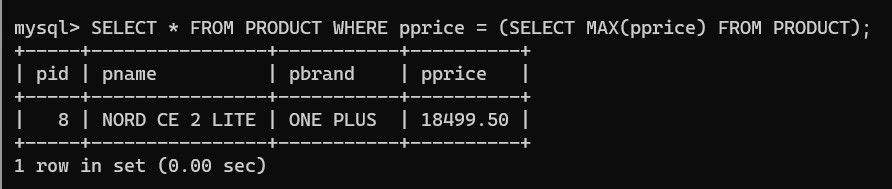 mysql> SELECT * FROM PRODUCT WHERE pprice = (SELECT MAX(pprice) FROM PRODUCT);
+-----+----------------+-----------+----------+
| pid | pname          | pbrand    | pprice   |
+-----+----------------+-----------+----------+
|   8 | NORD CE 2 LITE | ONE PLUS  | 18499.50 |
+-----+----------------+-----------+----------+
1 row in set (0.00 sec)